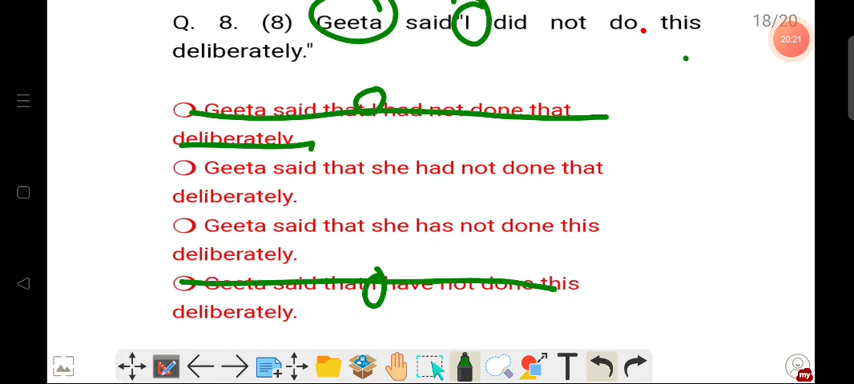 Q. 8. (8) Geeta said"I did not do this
deliberately."
18/20
20:21
Geeta said that I had not done that
deliberately.
Geeta said that she had not done that
deliberately.
Geeta said that she has not done this
deliberately.
Geeta said that I have not done this
deliberately.
T
my